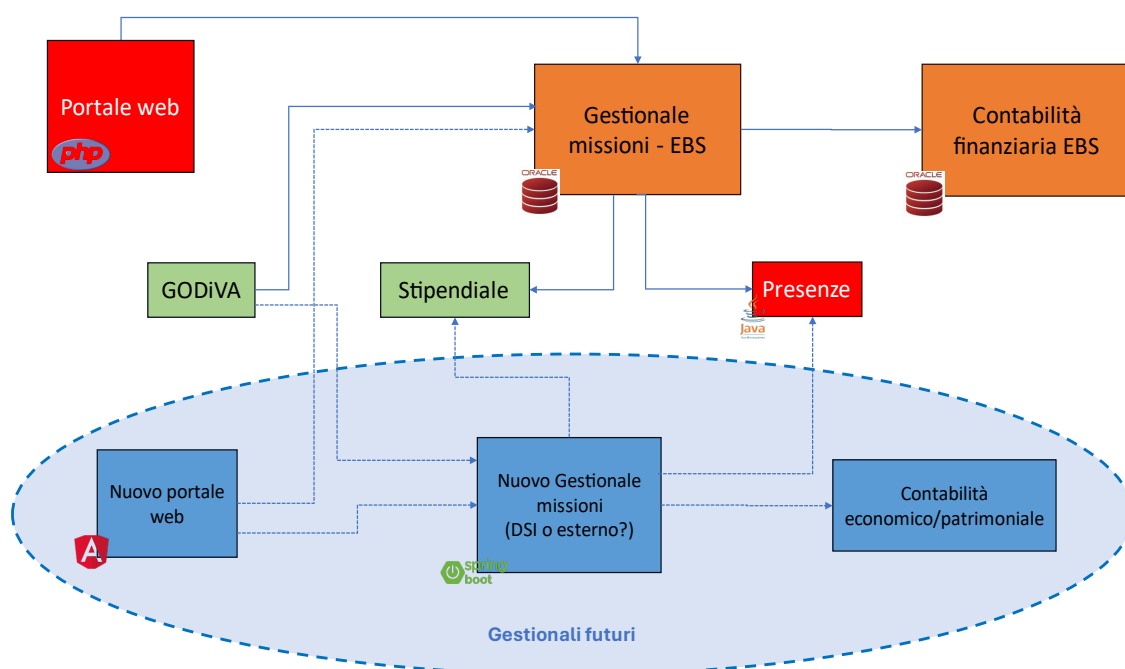 Portale web
php
Gestionale
missioni - EBS
ORACLE
Contabilità
finanziaria EBS
ORACLE
GODiVA
Stipendiale
Presenze
Java
Nuovo portale
web
Nuovo Gestionale
missioni
(DSI o esterno?)
spring
boot
Contabilità
economico/patrimoniale
Gestionali futuri